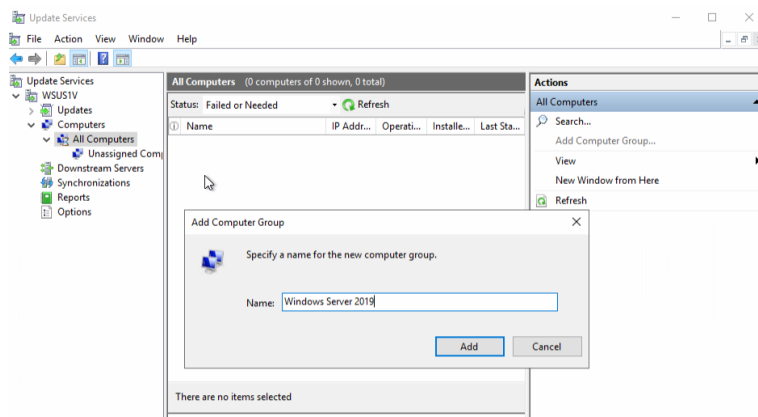 Update Services
File Action View Window Help
Update Services
WSUS1V
Updates
Computers
All Computers
Unassigned Com
Downstream Servers
Synchronizations
Reports
Options
All Computers (0 computers of 0 shown, 0 total)
Status: Failed or Needed Refresh
Name IP Addr... Operati... Installe... Last Sta...
There are no items selected
Add Computer Group
Specify a name for the new computer group.
Name: Windows Server 2019
Add Cancel
Actions
All Computers
Search...
Add Computer Group...
View
New Window from Here
Refresh